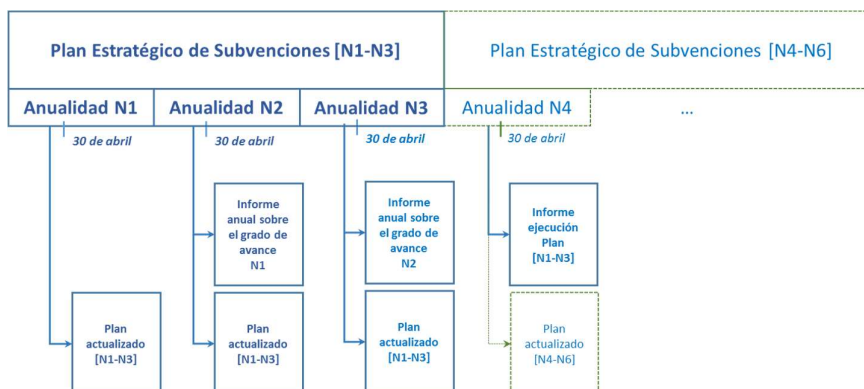 Plan Estratégico de Subvenciones [N1-N3]
Plan Estratégico de Subvenciones [N4-N6]
Anualidad N1
Anualidad N2
Anualidad N3
Anualidad N4
...
30 de abril
30 de abril
30 de abril
30 de abril
Informe
anual sobre
el grado de
avance
N1
Informe
anual sobre
el grado de
avance
N2
Informe
ejecución
Plan
[N1-N3]
Plan
actualizado
[N1-N3]
Plan
actualizado
[N1-N3]
Plan
actualizado
[N1-N3]
Plan
actualizado
[N4-N6]